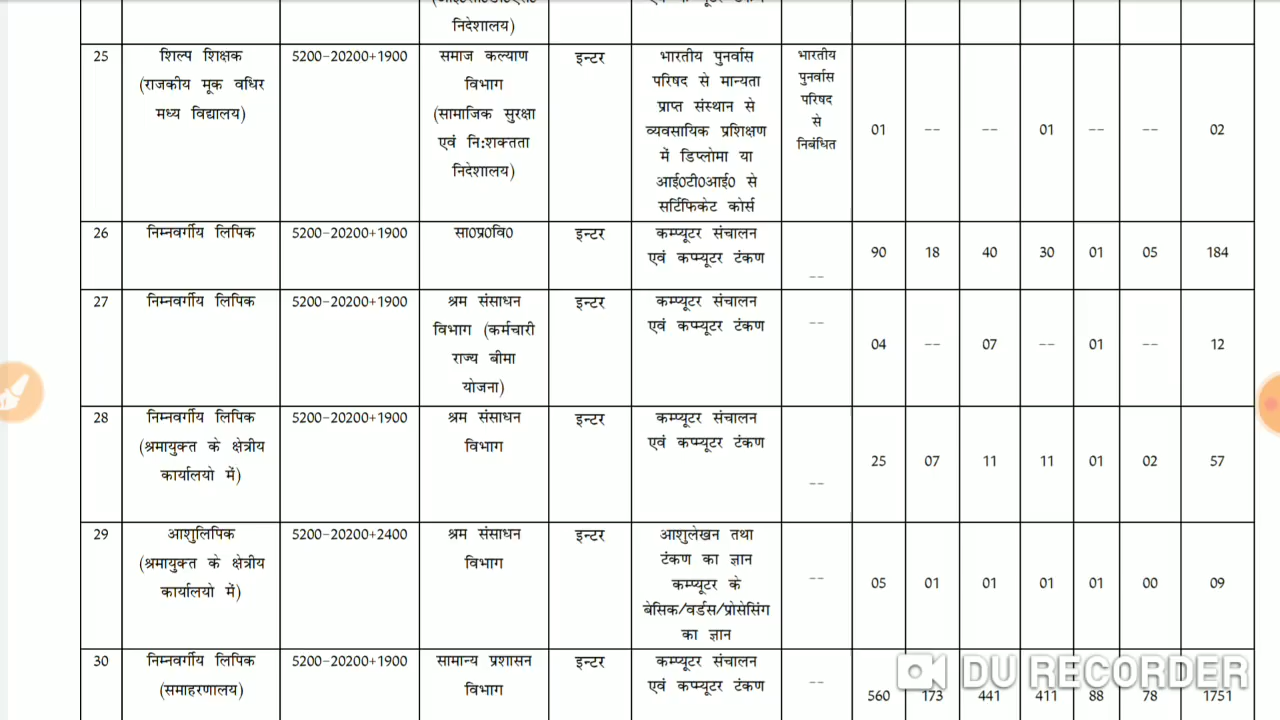 निदेशालय)
25 शिल्प शिक्षक 5200-20200+1900 समाज कल्याण इन्टर भारतीय पुनर्वास भारतीय
(राजकीय मूक वधिर विभाग परिषद से मान्यता पुनर्वास
मध्य विद्यालय) (सामाजिक सुरक्षा प्राप्त संस्थान से परिषद
एवं नि:शक्तता व्यवसायिक प्रशिक्षण से 01 -- -- 01 -- -- 02
निदेशालय) में डिप्लोमा या निबंधित
आई0टी0आई0 से
सर्टिफिकेट कोर्स
26 निम्नवर्गीय लिपिक 5200-20200+1900 सा0प्र0वि0 इन्टर कम्प्यूटर संचालन
एवं कप्प्यूटर टंकण -- 90 18 40 30 01 05 184
27 निम्नवर्गीय लिपिक 5200-20200+1900 श्रम संसाधन इन्टर कम्प्यूटर संचालन --
विभाग (कर्मचारी एवं कप्प्यूटर टंकण
राज्य बीमा 04 -- 07 -- 01 -- 12
योजना)
28 निम्नवर्गीय लिपिक 5200-20200+1900 श्रम संसाधन इन्टर कम्प्यूटर संचालन
(श्रमायुक्त के क्षेत्रीय विभाग एवं कप्प्यूटर टंकण
कार्यालयो में) -- 25 07 11 11 01 02 57
29 आशुलिपिक 5200-20200+2400 श्रम संसाधन इन्टर आशुलेखन तथा
(श्रमायुक्त के क्षेत्रीय विभाग टंकण का ज्ञान
कार्यालयो में) कम्प्यूटर के -- 05 01 01 01 01 00 09
बेसिक/वर्डस/प्रोसेसिंग
का ज्ञान
30 निम्नवर्गीय लिपिक 5200-20200+1900 सामान्य प्रशासन इन्टर कम्प्यूटर संचालन
(समाहरणालय) विभाग एवं कप्प्यूटर टंकण -- 560 173 441 411 88 78 1751
DU RECORDER